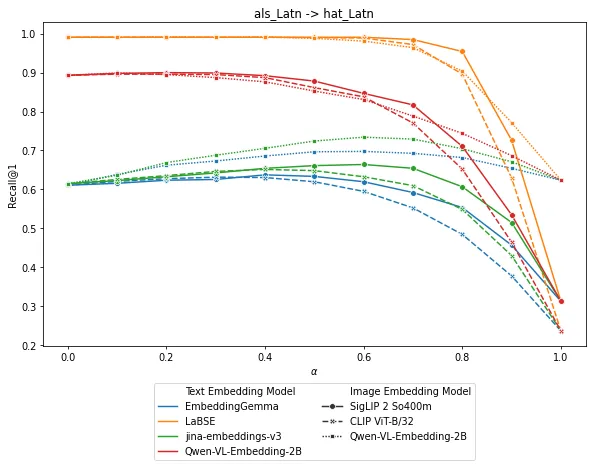 als_Latn -> hat_Latn
Recall@1
1.0
0.9
0.8
0.7
0.6
0.5
0.4
0.3
0.2
0.0 0.2 0.4 0.6 0.8 1.0
α
Text Embedding Model
EmbeddingGemma
LaBSE
jina-embeddings-v3
Qwen-VL-Embedding-2B
Image Embedding Model
SigLIP 2 So400m
CLIP ViT-B/32
Qwen-VL-Embedding-2B